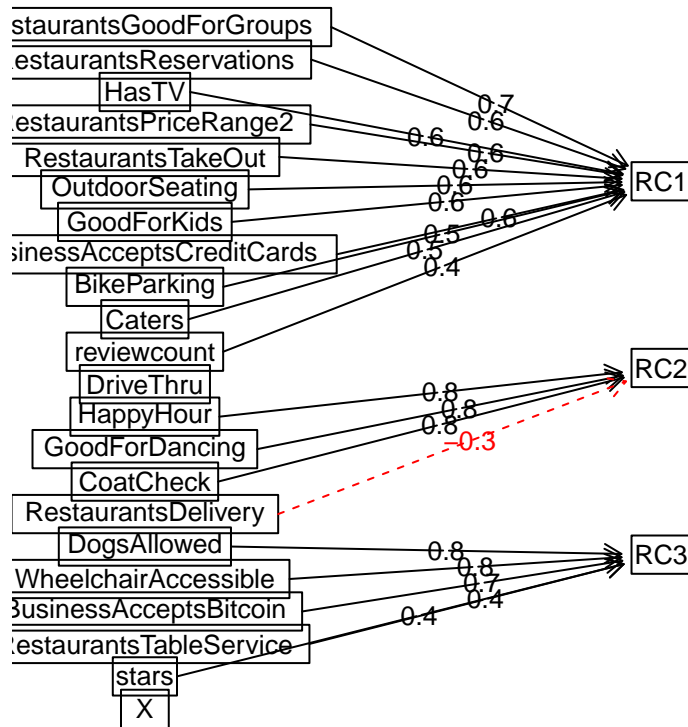 staurantsGoodForGroups
estaurantsReservations
HasTV
RestaurantsPriceRange2
RestaurantsTakeOut
OutdoorSeating
GoodForKids
sinessAcceptsCreditCards
BikeParking
Caters
reviewcount
DriveThru
HappyHour
GoodForDancing
CoatCheck
RestaurantsDelivery
DogsAllowed
WheelchairAccessible
BusinessAcceptsBitcoin
RestaurantsTableService
stars
X
0.7
0.6
0.6
0.6
0.6
0.6
0.6
0.6
0.5
0.5
0.4
0.8
0.8
0.8
−0.3
0.8
0.8
0.7
0.4
0.4
RC1
RC2
RC3